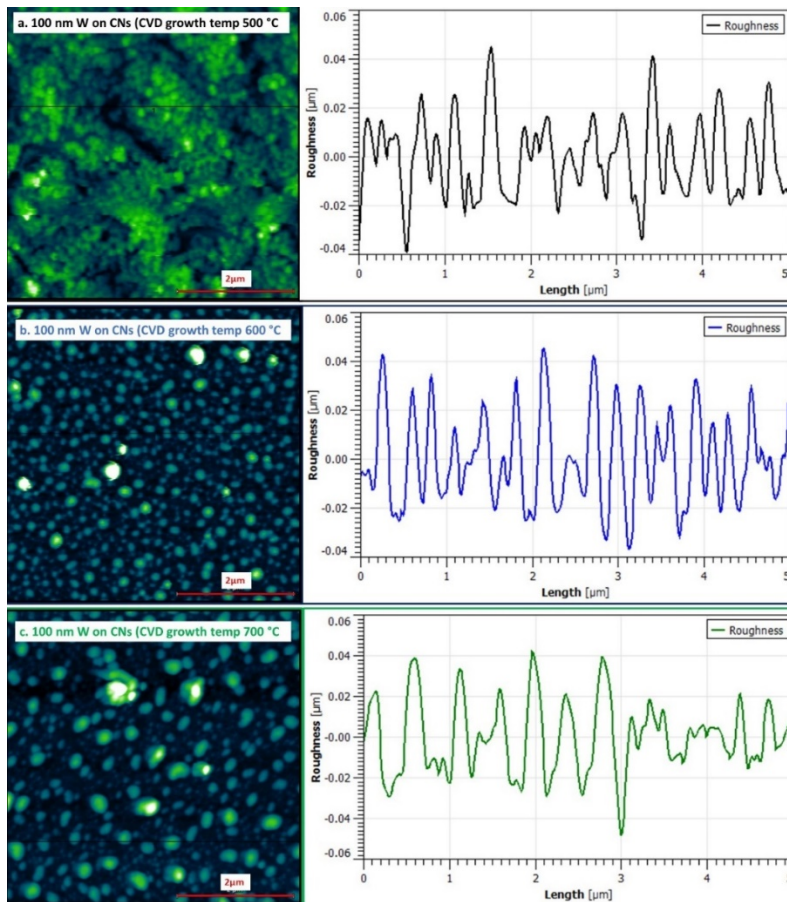 a. 100 nm W on CNs (CVD growth temp 500 °C
2µm
Roughness
Roughness [µm]
0.06
0.04
0.02
0.00
-0.02
-0.04
0
1
2
3
4
5
Length [µm]
b. 100 nm W on CNs (CVD growth temp 600 °C
2µm
Roughness
Roughness [µm]
0.06
0.04
0.02
0.00
-0.02
-0.04
0
1
2
3
4
5
Length [µm]
c. 100 nm W on CNs (CVD growth temp 700 °C
2µm
Roughness
Roughness [µm]
0.06
0.04
0.02
0.00
-0.02
-0.04
-0.06
0
1
2
3
4
5
Length [µm]